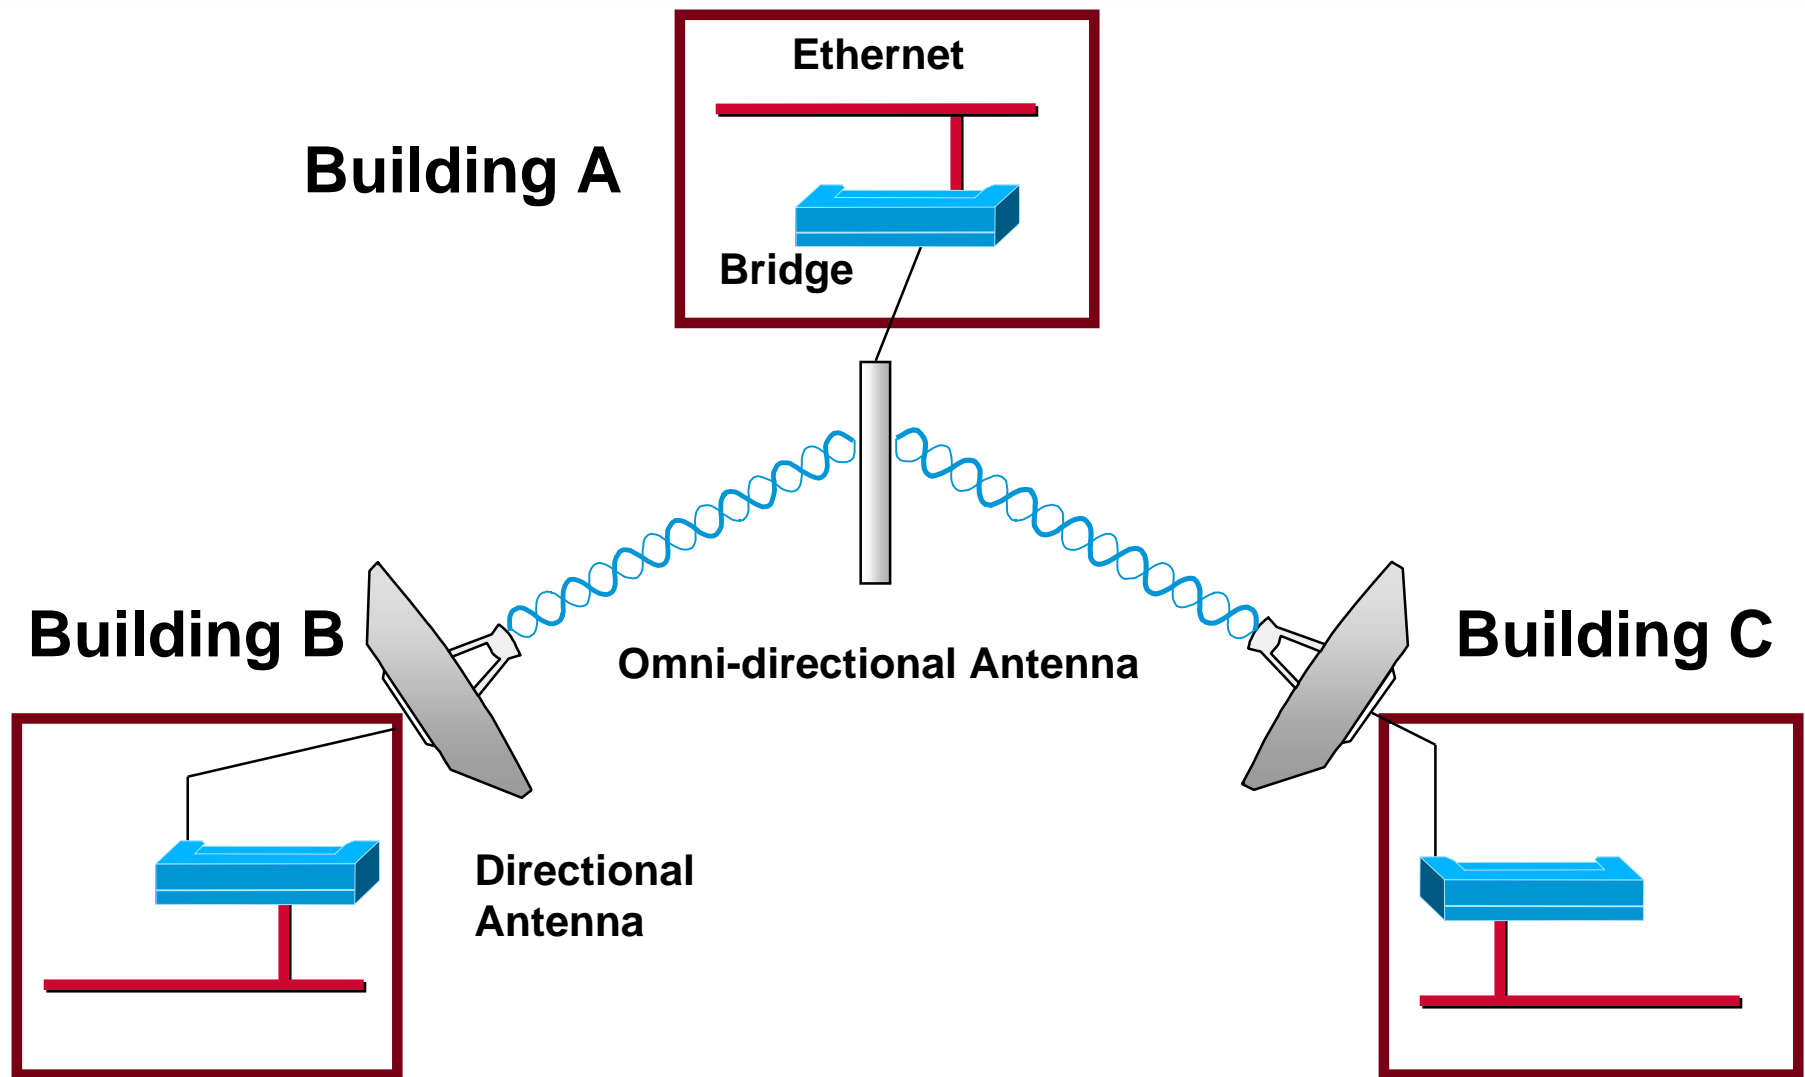 Ethernet
Building A
Bridge
Building B
Omni-directional Antenna
Building C
Directional
Antenna